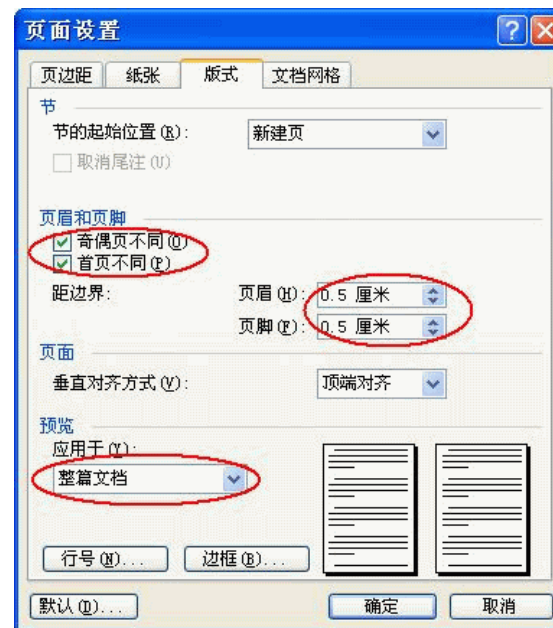 页面设置
页边距 纸张 版式 文档网格
节
节的起始位置(R): 新建页
取消尾注(U)
页眉和页脚
奇偶页不同(O)
首页不同(P)
距边界: 页眉(H): 0.5 厘米
页脚(F): 0.5 厘米
页面
垂直对齐方式(V): 顶端对齐
预览
应用于(Y):
整篇文档
行号(N)... 边框(B)...
默认(D)... 确定 取消